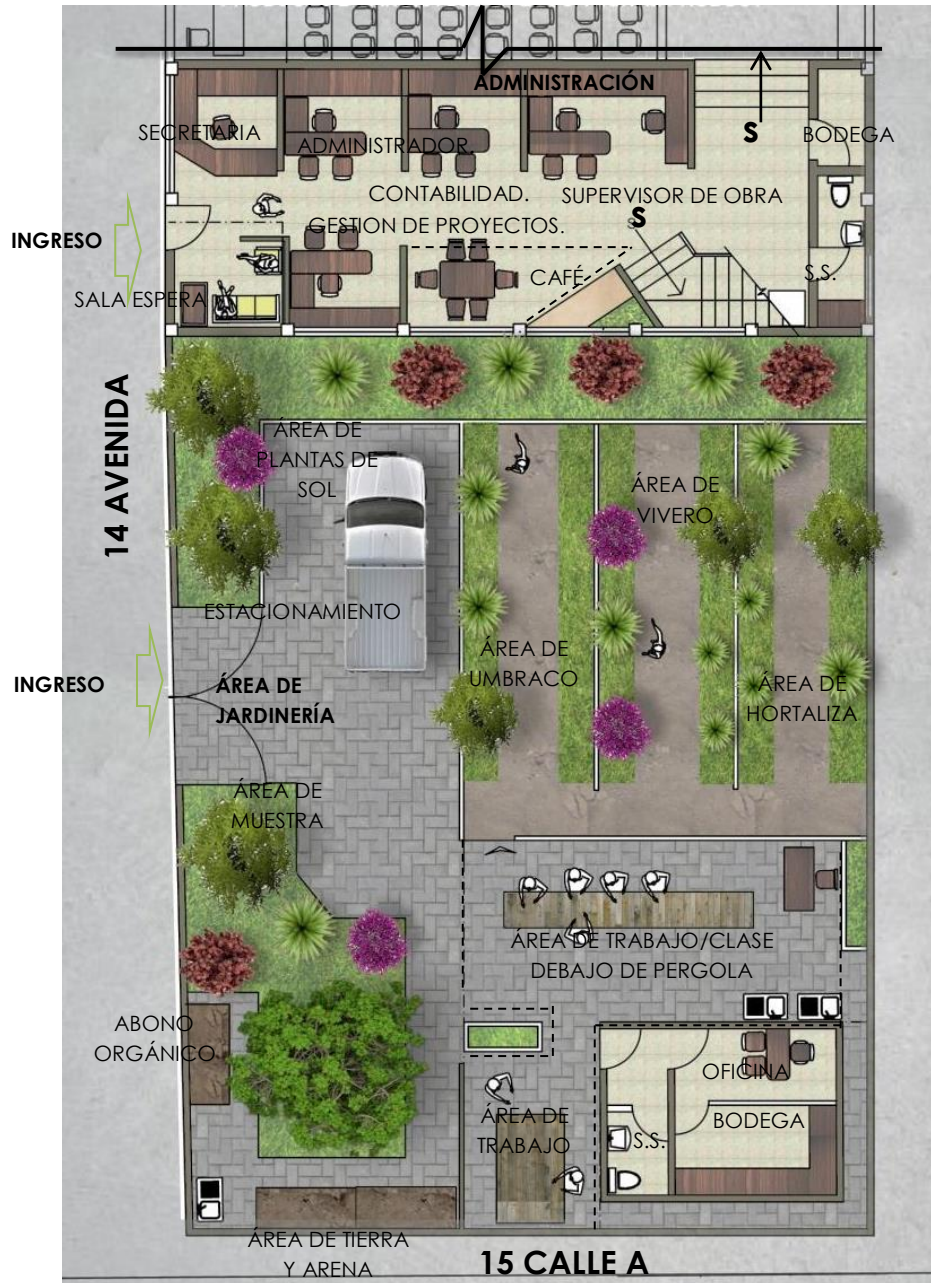 ADMINISTRACIÓN
SECRETARIA
ADMINISTRADOR.
S
BODEGA
CONTABILIDAD.
SUPERVISOR DE OBRA
GESTION DE PROYECTOS.
S
S
INGRESO
CAFÉ
S.S.
SALA ESPERA
14 AVENIDA
ÁREA DE
PLANTAS DE
SOL
ÁREA DE
VIVERO
ESTACIONAMIENTO
ÁREA DE
UMBRACO
INGRESO
ÁREA DE
JARDINERÍA
ÁREA DE
HORTALIZA
ÁREA DE
MUESTRA
ÁREA DE TRABAJO/CLASE
DEBAJO DE PERGOLA
ABONO
ORGÁNICO
OFICINA
ÁREA DE
TRABAJO
S.S.
BODEGA
ÁREA DE TIERRA
Y ARENA
15 CALLE A